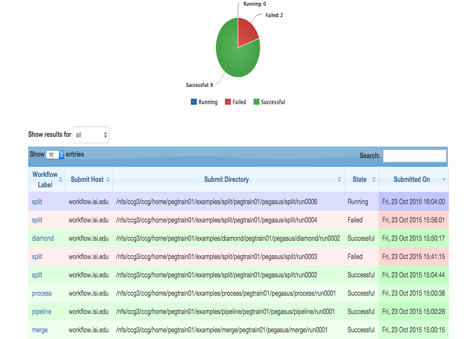 Running: 0
Failed: 2
Successful: 8
Running Failed Successful
Show results for all
Show 10 entries Search:
Workflow Label Submit Host Submit Directory State Submitted On
split workflow.isi.edu /nfs/ccg3/ccg/home/pegtrain01/examples/split/pegtrain01/pegasus/split/run0006 Running Fri, 23 Oct 2015 16:04:00
split workflow.isi.edu /nfs/ccg3/ccg/home/pegtrain01/examples/split/pegtrain01/pegasus/split/run0004 Failed Fri, 23 Oct 2015 15:56:01
diamond workflow.isi.edu /nfs/ccg3/ccg/home/pegtrain01/examples/diamond/pegtrain01/pegasus/diamond/run0002 Successful Fri, 23 Oct 2015 15:50:17
split workflow.isi.edu /nfs/ccg3/ccg/home/pegtrain01/examples/split/pegtrain01/pegasus/split/run0003 Failed Fri, 23 Oct 2015 15:41:15
split workflow.isi.edu /nfs/ccg3/ccg/home/pegtrain01/examples/split/pegtrain01/pegasus/split/run0002 Successful Fri, 23 Oct 2015 15:04:44
process workflow.isi.edu /nfs/ccg3/ccg/home/pegtrain01/examples/process/pegtrain01/pegasus/process/run0001 Successful Fri, 23 Oct 2015 15:00:38
pipeline workflow.isi.edu /nfs/ccg3/ccg/home/pegtrain01/examples/pipeline/pegtrain01/pegasus/pipeline/run0001 Successful Fri, 23 Oct 2015 15:00:28
merge workflow.isi.edu /nfs/ccg3/ccg/home/pegtrain01/examples/merge/pegtrain01/pegasus/merge/run0001 Successful Fri, 23 Oct 2015 15:00:15